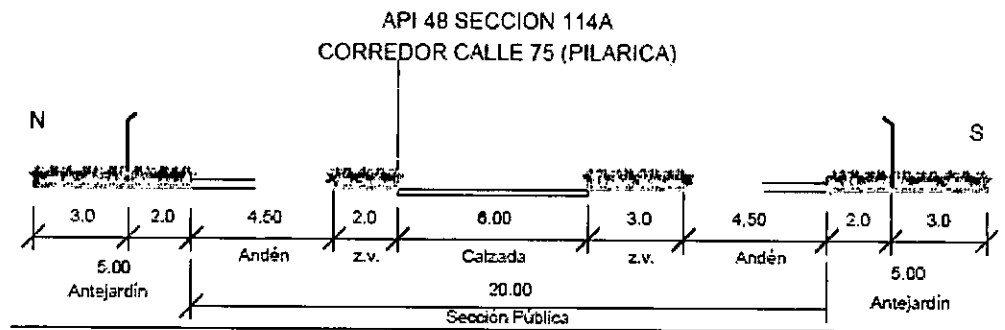 API 48 SECCION 114A
CORREDOR CALLE 75 (PILARICA)
N
S
3.0 2.0 4,50 2.0 6.00 3.0 4,50 2.0 3.0
Andén z.v. Calzada z.v. Andén
5.00 5.00
Antejardín 20.00 Antejardín
Sección Pública